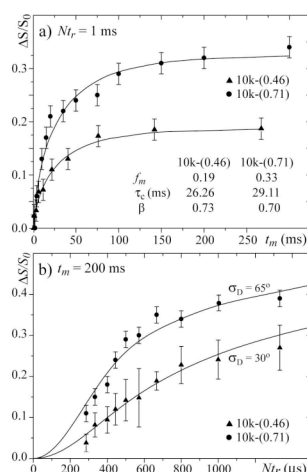 ΔS/S₀
a) Ntᵣ = 1 ms
0.4
0.3
0.2
0.1
0.0
▲ 10k-(0.46)
● 10k-(0.71)
10k-(0.46) 10k-(0.71)
fₘ 0.19 0.33
τ꜀ (ms) 26.26 29.11
β 0.73 0.70
0 50 100 150 200 250 tₘ (ms)
ΔS/S₀
b) tₘ = 200 ms
0.4
0.3
0.2
0.1
0.0
σD = 65º
σD = 30º
▲ 10k-(0.46)
● 10k-(0.71)
0 200 400 600 800 1000 Ntᵣ (μs)